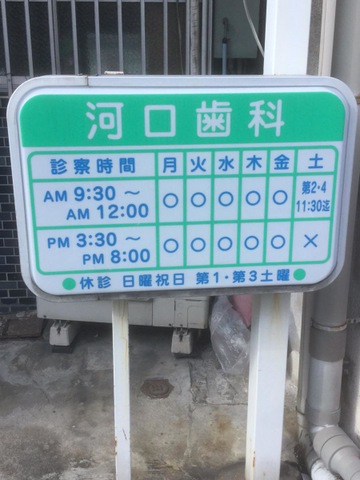 河口歯科
診察時間 月 火 水 木 金 土
AM 9:30～ ○ ○ ○ ○ ○ 第2・4
AM 12:00 11:30迄
PM 3:30～ ○ ○ ○ ○ ○ ×
PM 8:00
●休診 日曜祝日 第1・第3土曜●